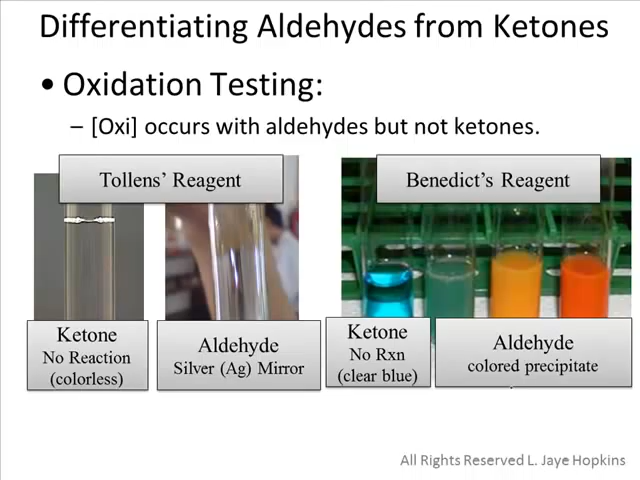 Differentiating Aldehydes from Ketones
• Oxidation Testing:
– [Oxi] occurs with aldehydes but not ketones.
Tollens’ Reagent
Ketone
No Reaction
(colorless)
Aldehyde
Silver (Ag) Mirror
Benedict’s Reagent
Ketone
No Rxn
(clear blue)
Aldehyde
colored precipitate
All Rights Reserved L. Jaye Hopkins